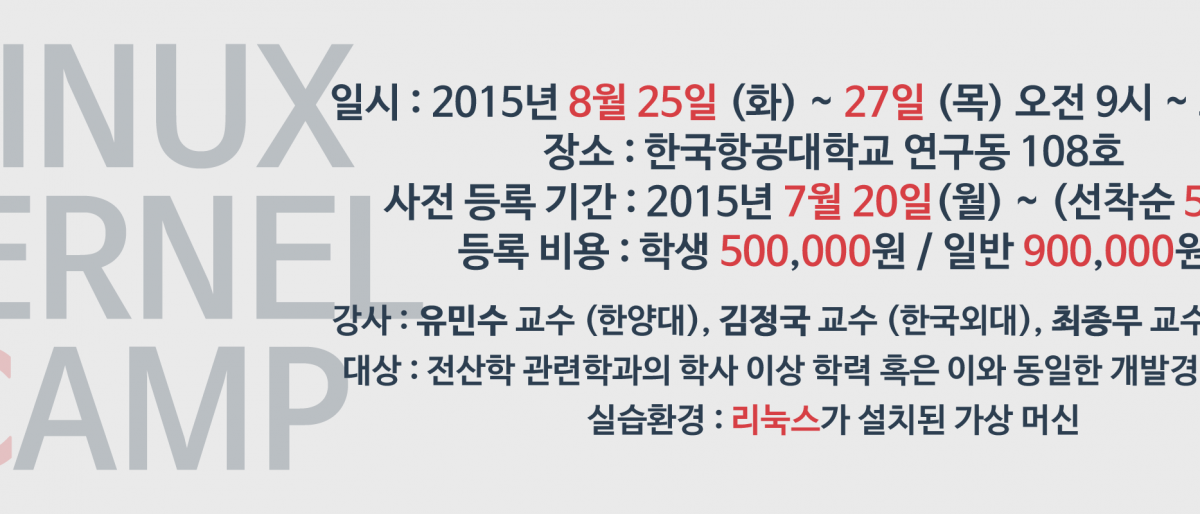 INUX
ERNEL
CAMP
일시 : 2015년 8월 25일 (화) ~ 27일 (목) 오전 9시 ~
장소 : 한국항공대학교 연구동 108호
사전 등록 기간 : 2015년 7월 20일(월) ~ (선착순 5
등록 비용 : 학생 500,000원 / 일반 900,000원
강사 : 유민수 교수 (한양대), 김정국 교수 (한국외대), 최종무 교수
대상 : 전산학 관련학과의 학사 이상 학력 혹은 이와 동일한 개발경
실습환경 : 리눅스가 설치된 가상 머신